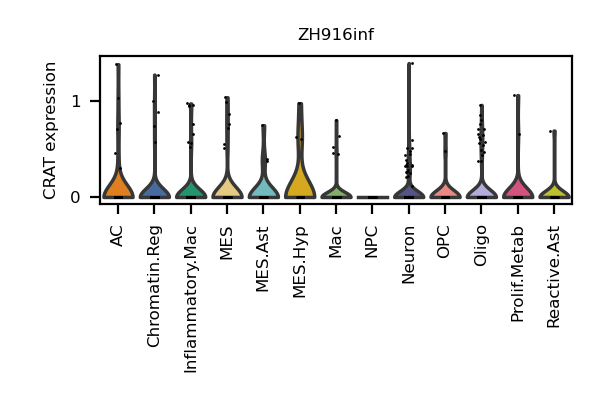 ZH916inf
CRAT expression
1
0
AC
Chromatin.Reg
Inflammatory.Mac
MES
MES.Ast
MES.Hyp
Mac
NPC
Neuron
OPC
Oligo
Prolif.Metab
Reactive.Ast